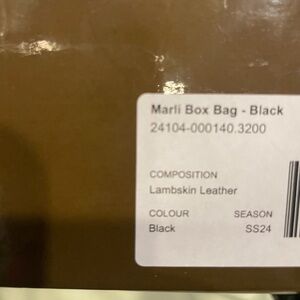 Marli Box Bag - Black
24104-000140.3200
COMPOSITION
Lambskin Leather
COLOUR SEASON
Black SS24